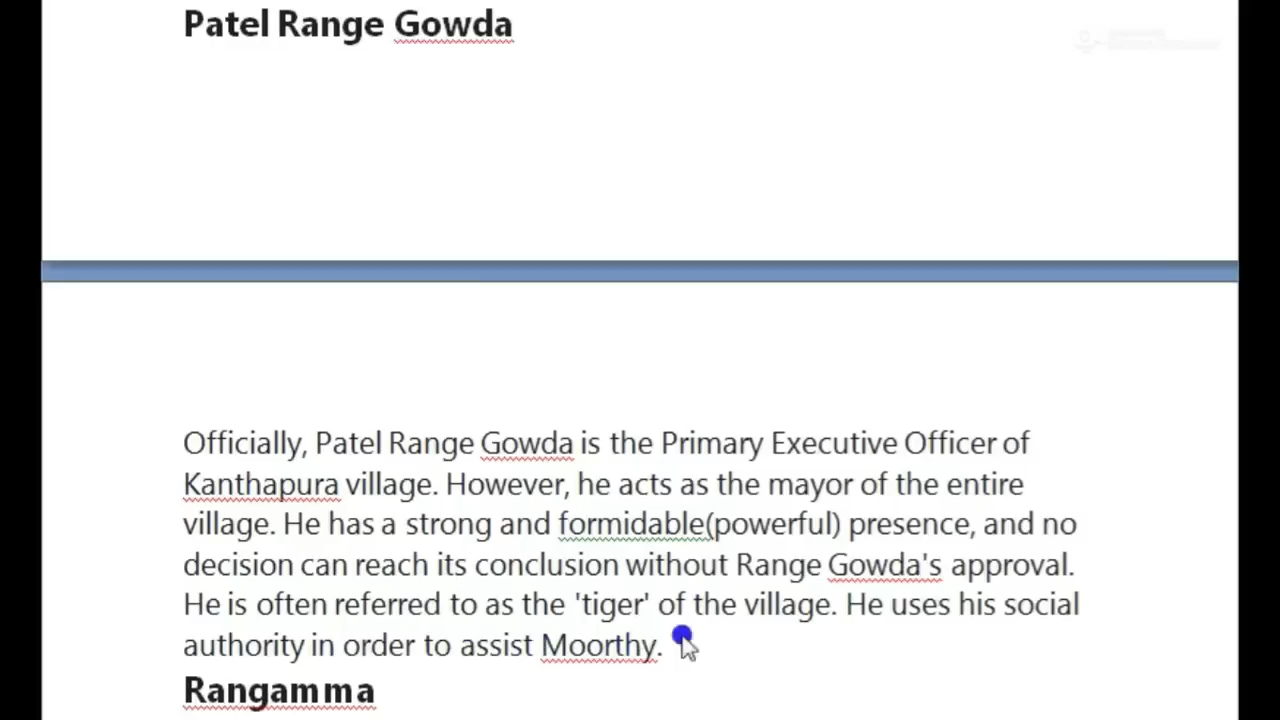 Patel Range Gowda
Officially, Patel Range Gowda is the Primary Executive Officer of
Kanthapura village. However, he acts as the mayor of the entire
village. He has a strong and formidable(powerful) presence, and no
decision can reach its conclusion without Range Gowda's approval.
He is often referred to as the 'tiger' of the village. He uses his social
authority in order to assist Moorthy.
Rangamma